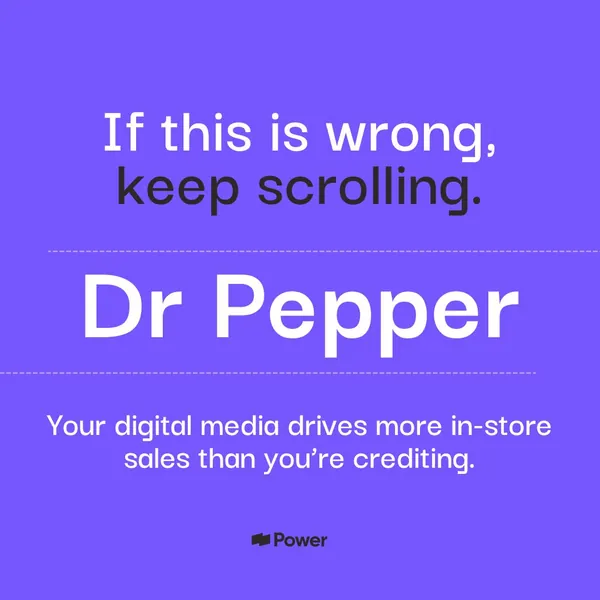 If this is wrong,
keep scrolling.
Dr Pepper
Your digital media drives more in-store
sales than you’re crediting.
Power